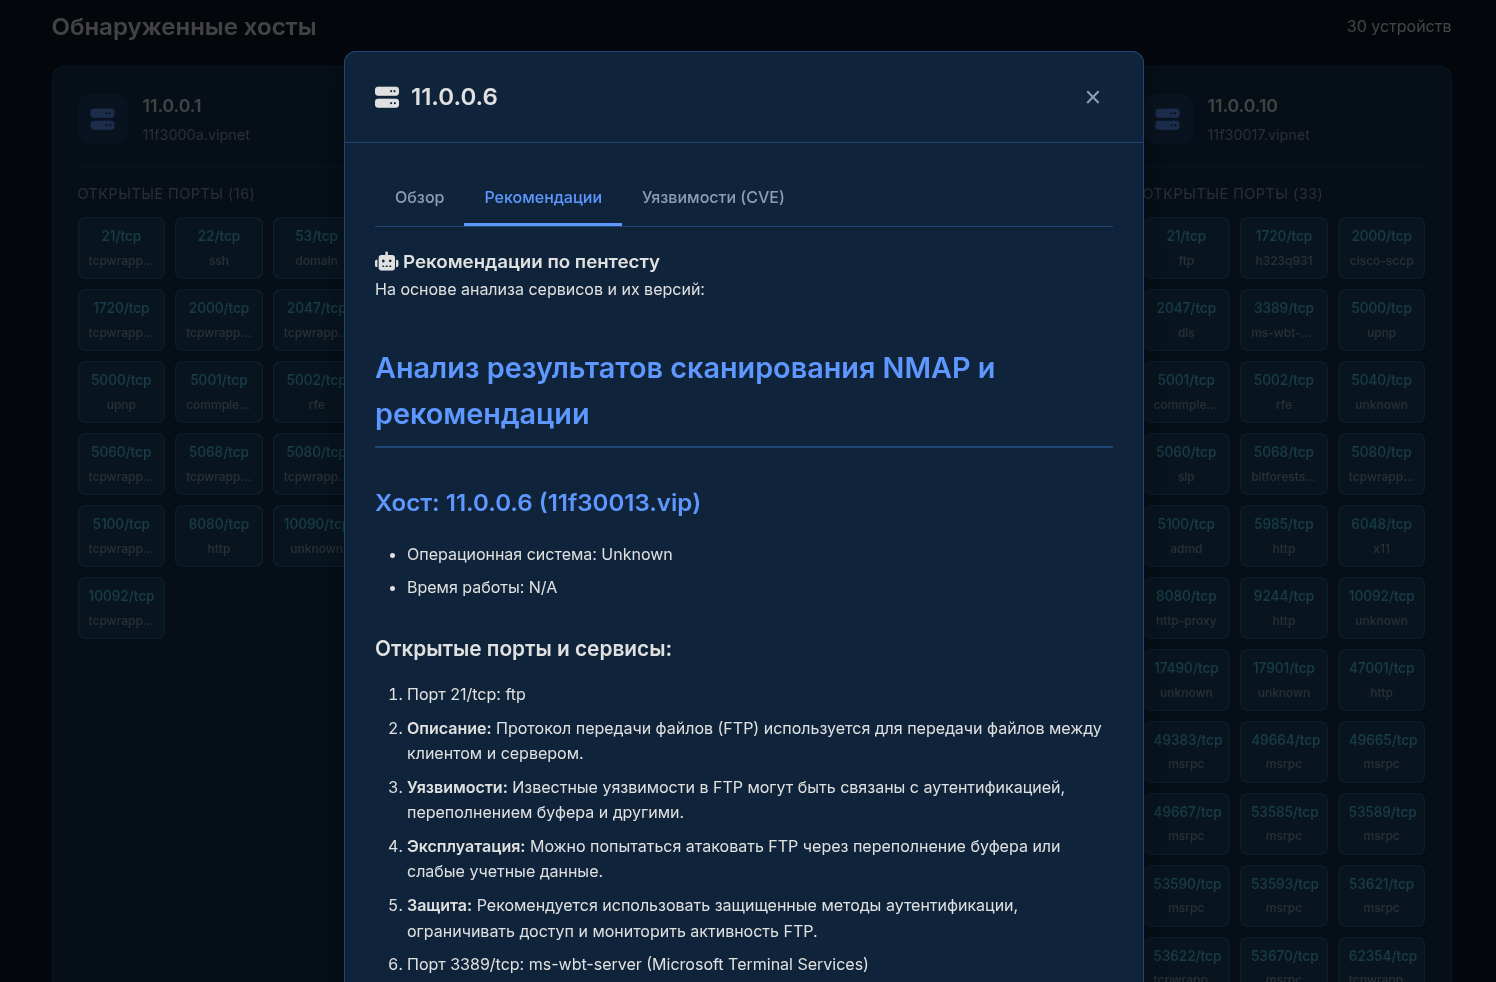 Обнаруженные хосты
30 устройств
11.0.0.1
11f3000a.vipnet
ОТКРЫТЫЕ ПОРТЫ (16)
21/tcp
tcpwrapp...
22/tcp
ssh
53/tcp
domain
1720/tcp
tcpwrapp...
2000/tcp
tcpwrapp...
2047/tcp
tcpwrapp...
5000/tcp
upnp
5001/tcp
commple...
5002/tcp
rfe
5060/tcp
tcpwrapp...
5068/tcp
tcpwrapp...
5080/tcp
tcpwrapp...
5100/tcp
tcpwrapp...
8080/tcp
http
10090/tcp
unknown
10092/tcp
tcpwrapp...
11.0.0.6
Обзор
Рекомендации
Уязвимости (CVE)
Рекомендации по пентесту
На основе анализа сервисов и их версий:
Анализ результатов сканирования NMAP и
рекомендации
Хост: 11.0.0.6 (11f30013.vip)
• Операционная система: Unknown
• Время работы: N/A
Открытые порты и сервисы:
1. Порт 21/tcp: ftp
2. Описание: Протокол передачи файлов (FTP) используется для передачи файлов между
клиентом и сервером.
3. Уязвимости: Известные уязвимости в FTP могут быть связаны с аутентификацией,
переполнением буфера и другими.
4. Эксплуатация: Можно попытаться атаковать FTP через переполнение буфера или
слабые учетные данные.
5. Защита: Рекомендуется использовать защищенные методы аутентификации,
ограничивать доступ и мониторить активность FTP.
6. Порт 3389/tcp: ms-wbt-server (Microsoft Terminal Services)
11.0.0.10
11f30017.vipnet
ОТКРЫТЫЕ ПОРТЫ (33)
21/tcp
ftp
1720/tcp
h323q931
2000/tcp
cisco-sccp
2047/tcp
dls
3389/tcp
ms-wbt-...
5000/tcp
upnp
5001/tcp
commple...
5002/tcp
rfe
5040/tcp
unknown
5060/tcp
sip
5068/tcp
bitforests...
5080/tcp
tcpwrapp...
5100/tcp
admd
5985/tcp
http
6048/tcp
x11
8080/tcp
http-proxy
9244/tcp
http
10092/tcp
unknown
17490/tcp
unknown
17901/tcp
unknown
47001/tcp
http
49383/tcp
msrpc
49664/tcp
msrpc
49665/tcp
msrpc
49667/tcp
msrpc
53585/tcp
msrpc
53589/tcp
msrpc
53590/tcp
msrpc
53593/tcp
msrpc
53621/tcp
msrpc
53622/tcp
tcpwrapp...
53670/tcp
msrpc
62354/tcp
tcpwrapp...